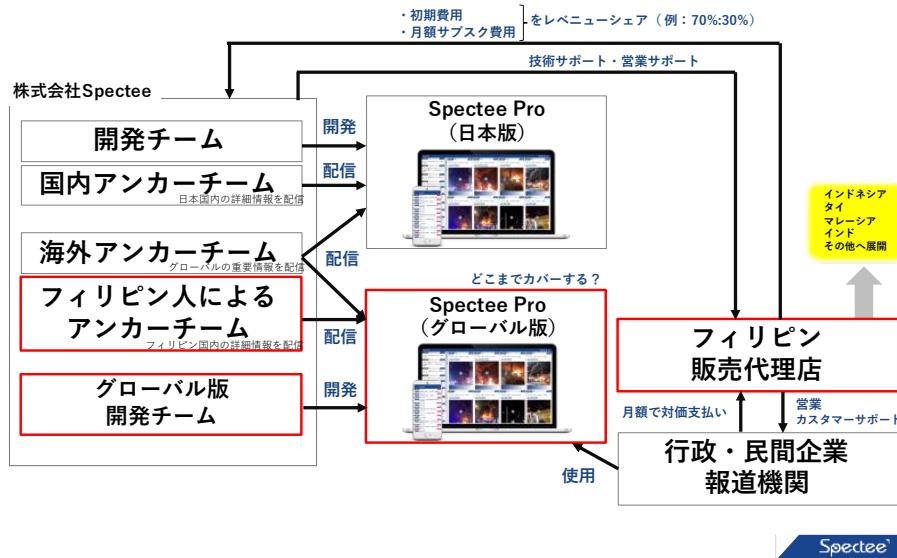 ・初期費用
・月額サブスク費用
をレベニューシェア（例：70%:30%）
技術サポート・営業サポート
株式会社Spectee
開発チーム
開発
国内アンカーチーム
日本国内の詳細情報を配信
配信
Spectee Pro
（日本版）
海外アンカーチーム
グローバルの重要情報を配信
配信
フィリピン人による
アンカーチーム
フィリピン国内の詳細情報を配信
配信
グローバル版
開発チーム
開発
どこまでカバーする？
Spectee Pro
（グローバル版）
インドネシア
タイ
マレーシア
インド
その他へ展開
フィリピン
販売代理店
月額で対価支払い
営業
カスタマーサポート
行政・民間企業
報道機関
使用
Spectee